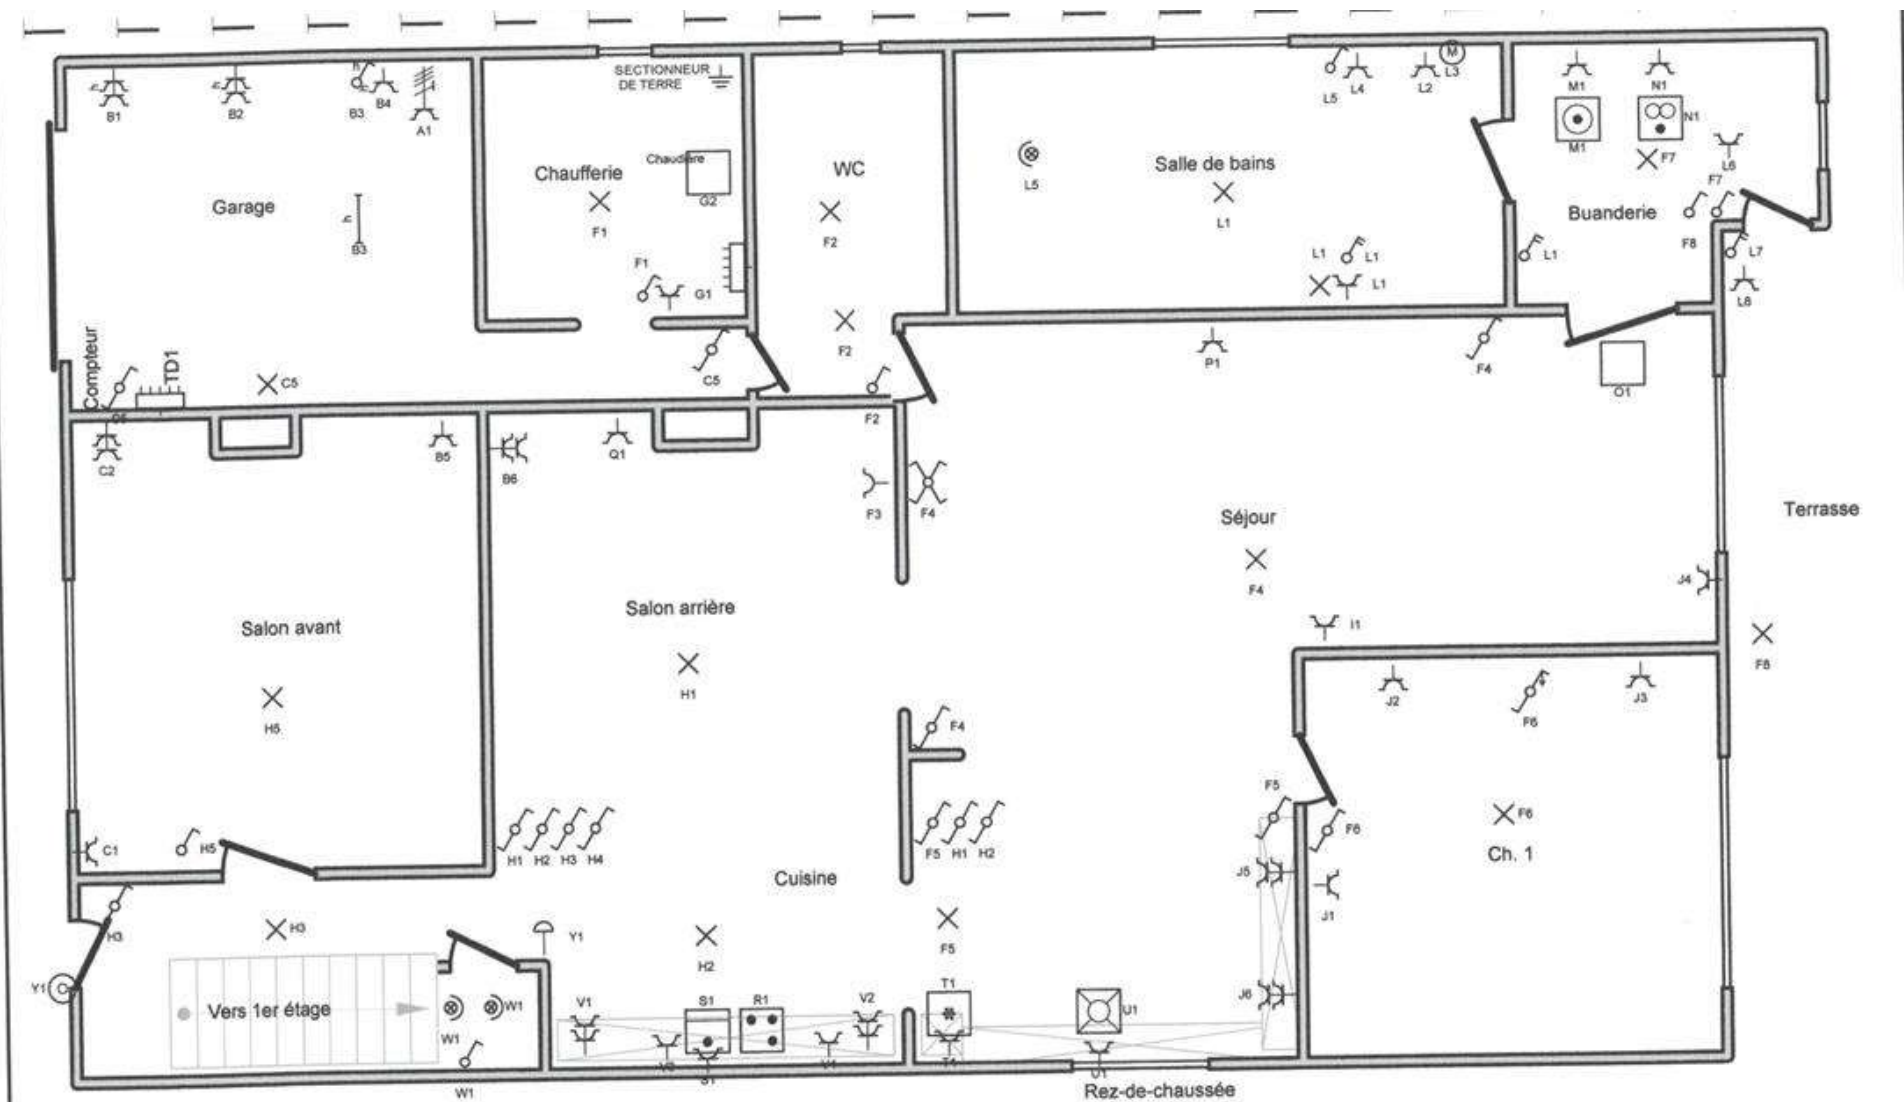 SECTIONNEUR
DE TERRE
h
B1
h
B2
h
B3
B4
A1
Chaufferie
Chaudière
G2
F1
WC
F2
L5
Salle de bains
L1
L5
L4
L2
M
L3
M1
N1
M1
N1
F7
L6
F7
Buanderie
F8
L7
L8
Garage
h
B3
F1
G1
F2
L1
L1
L1
L1
Compteur
TD1
C5
C5
F2
P1
F4
O1
C2
B5
B6
Q1
F3
F4
Séjour
F4
Terrasse
J4
Salon avant
H5
Salon arrière
H1
I1
F8
J2
F6
J3
F4
F5
F6
F6
Ch. 1
C1
H5
H1
H2
H3
H4
F5
H1
H2
Cuisine
J5
J1
H3
H3
Y1
H2
F5
Y1
Vers 1er étage
W1
W1
W1
V1
S1
R1
V2
T1
U1
J6
S1
V4
T1
U1
Rez-de-chaussée